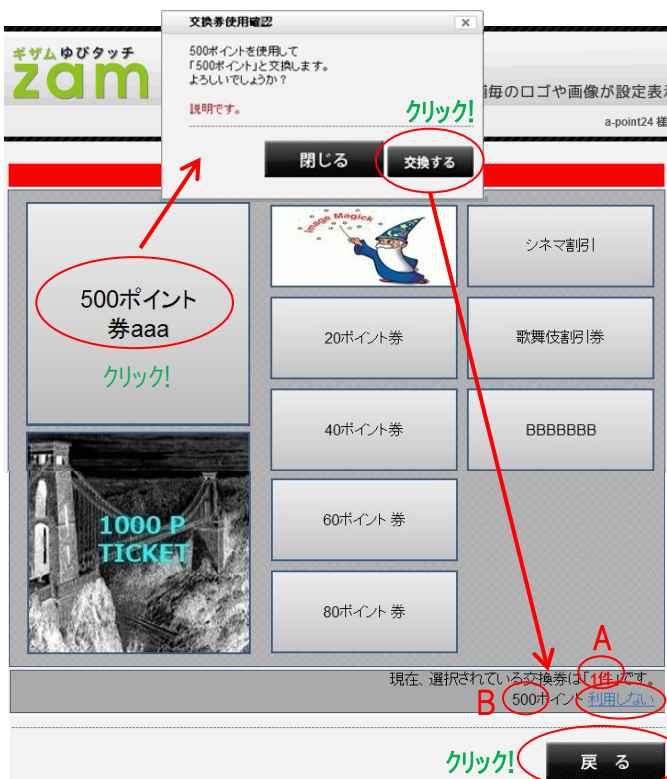 交換券使用確認
ギザムゆびタッチ
zam
500ポイントを使用して
「500ポイント」と交換します。
よろしいでしょうか？
説明です。
クリック!
毎のロゴや画像が設定表
a-point24 様
閉じる
交換する
500ポイント
券aaa
クリック!
Image Magick
シネマ割引
20ポイント券
歌舞伎割引券
40ポイント券
BBBBBBB
1000 P
TICKET
60ポイント 券
80ポイント 券
A
現在、選択されている交換券は「1件」です。
B 500ポイント 利用しない
クリック!
戻 る